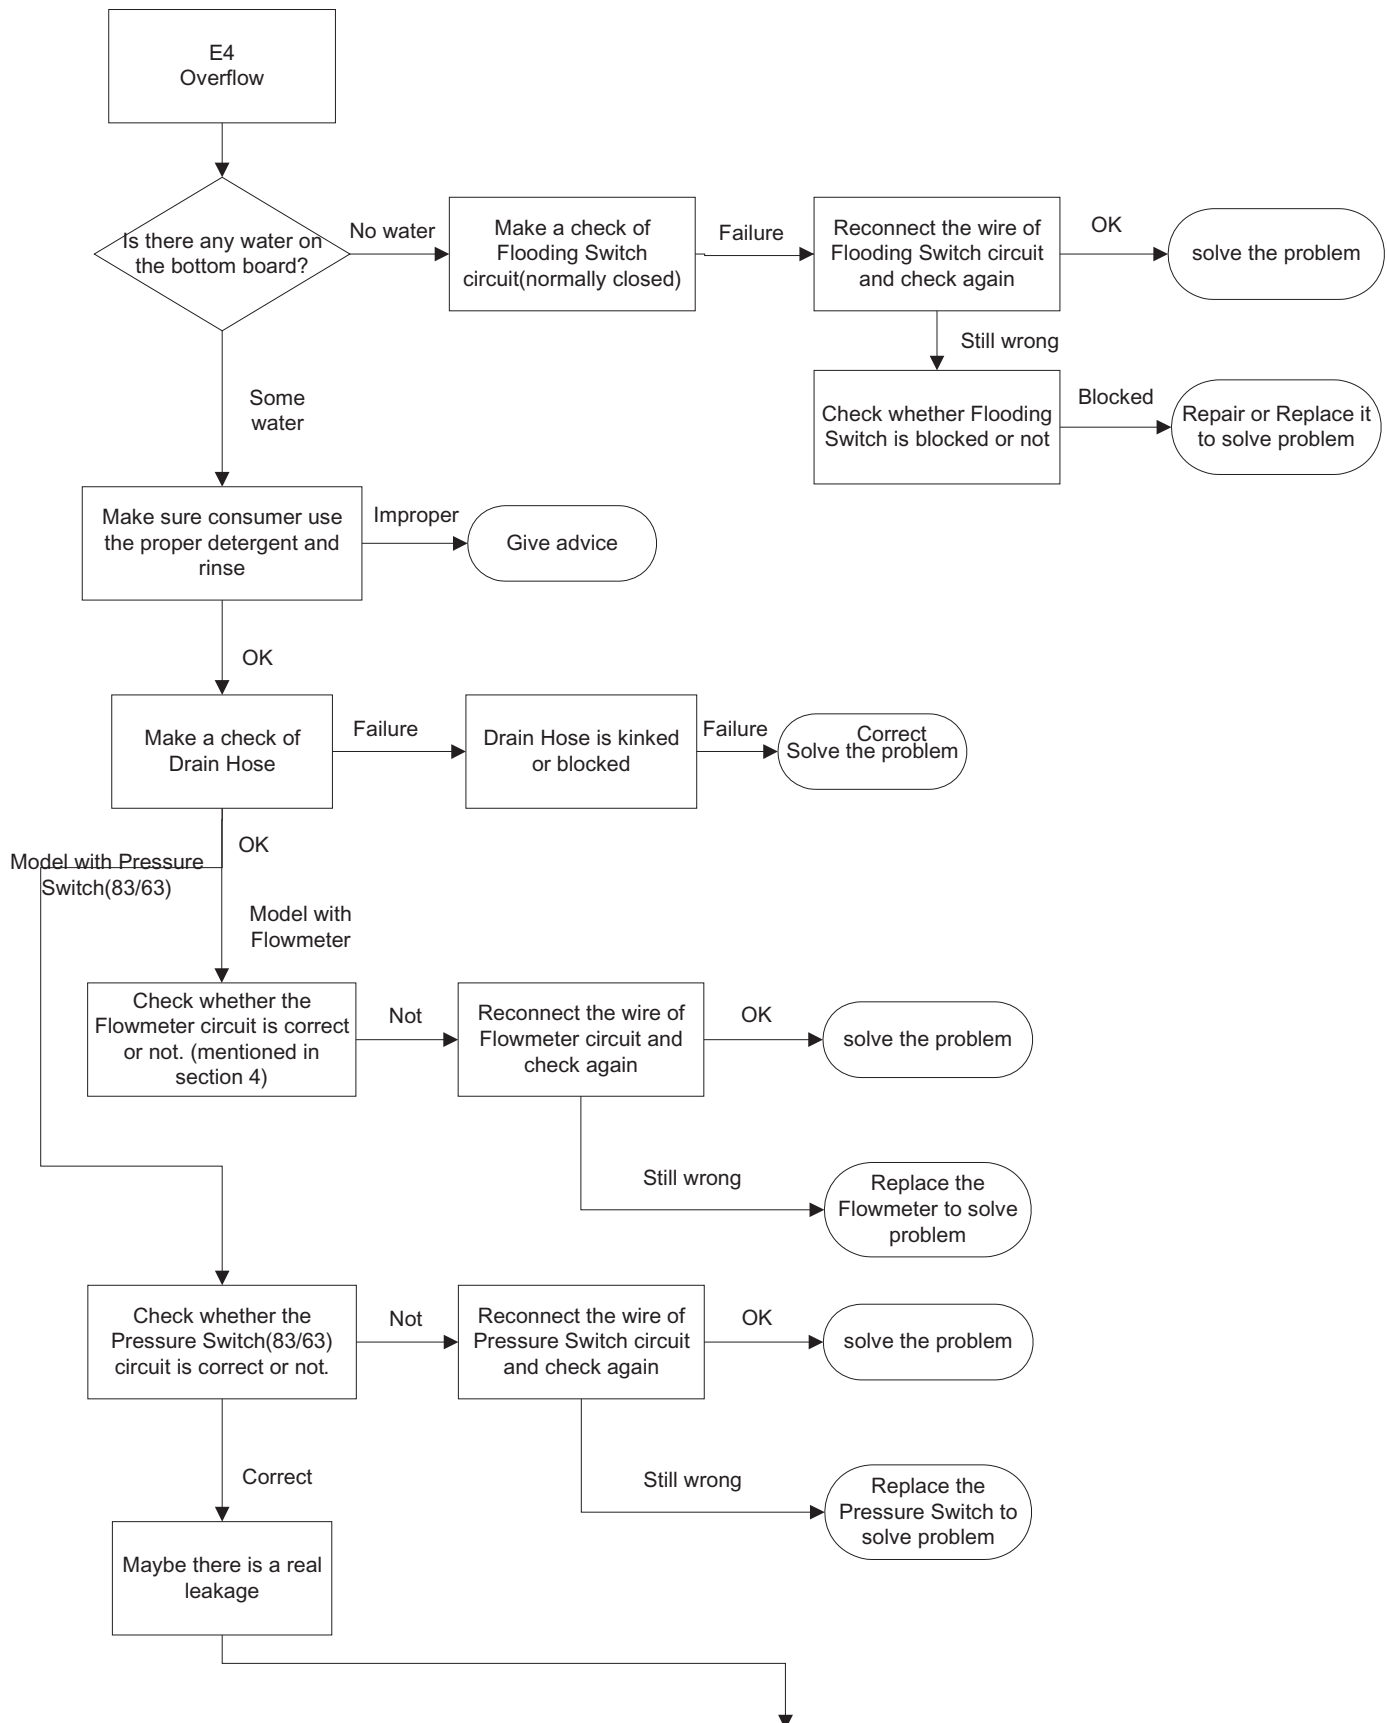 E4
Overflow
Is there any water on
the bottom board?
No water
Make a check of
Flooding Switch
circuit(normally closed)
Failure
Reconnect the wire of
Flooding Switch circuit
and check again
OK
solve the problem
Still wrong
Check whether Flooding
Switch is blocked or not
Blocked
Repair or Replace it
to solve problem
Some
water
Make sure consumer use
the proper detergent and
rinse
Improper
Give advice
OK
Make a check of
Drain Hose
Failure
Drain Hose is kinked
or blocked
Failure
Correct
Solve the problem
OK
Model with Pressure
Switch(83/63)
Model with
Flowmeter
Check whether the
Flowmeter circuit is correct
or not. (mentioned in
section 4)
Not
Reconnect the wire of
Flowmeter circuit and
check again
OK
solve the problem
Still wrong
Replace the
Flowmeter to solve
problem
Check whether the
Pressure Switch(83/63)
circuit is correct or not.
Not
Reconnect the wire of
Pressure Switch circuit
and check again
OK
solve the problem
Still wrong
Replace the
Pressure Switch to
solve problem
Correct
Maybe there is a real
leakage